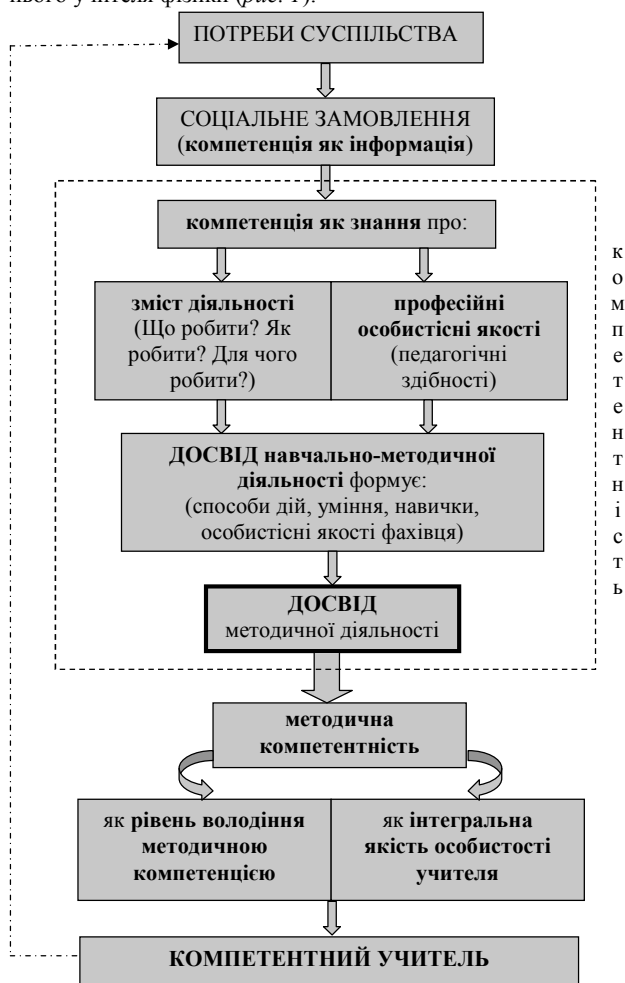 нього учителя фізики (рис. 1).
ПОТРЕБИ СУСПІЛЬСТВА
СОЦІАЛЬНЕ ЗАМОВЛЕННЯ
(компетенція як інформація)
компетенція як знання про:
зміст діяльності
(Що робити? Як
робити? Для чого
робити?)
професійні
особистісні якості
(педагогічні
здібності)
ДОСВІД навчально-методичної
діяльності формує:
(способи дій, уміння, навички,
особистісні якості фахівця)
ДОСВІД
методичної діяльності
компетентність
методична
компетентність
як рівень володіння
методичною
компетенцією
як інтегральна
якість особистості
учителя
КОМПЕТЕНТНИЙ УЧИТЕЛЬ